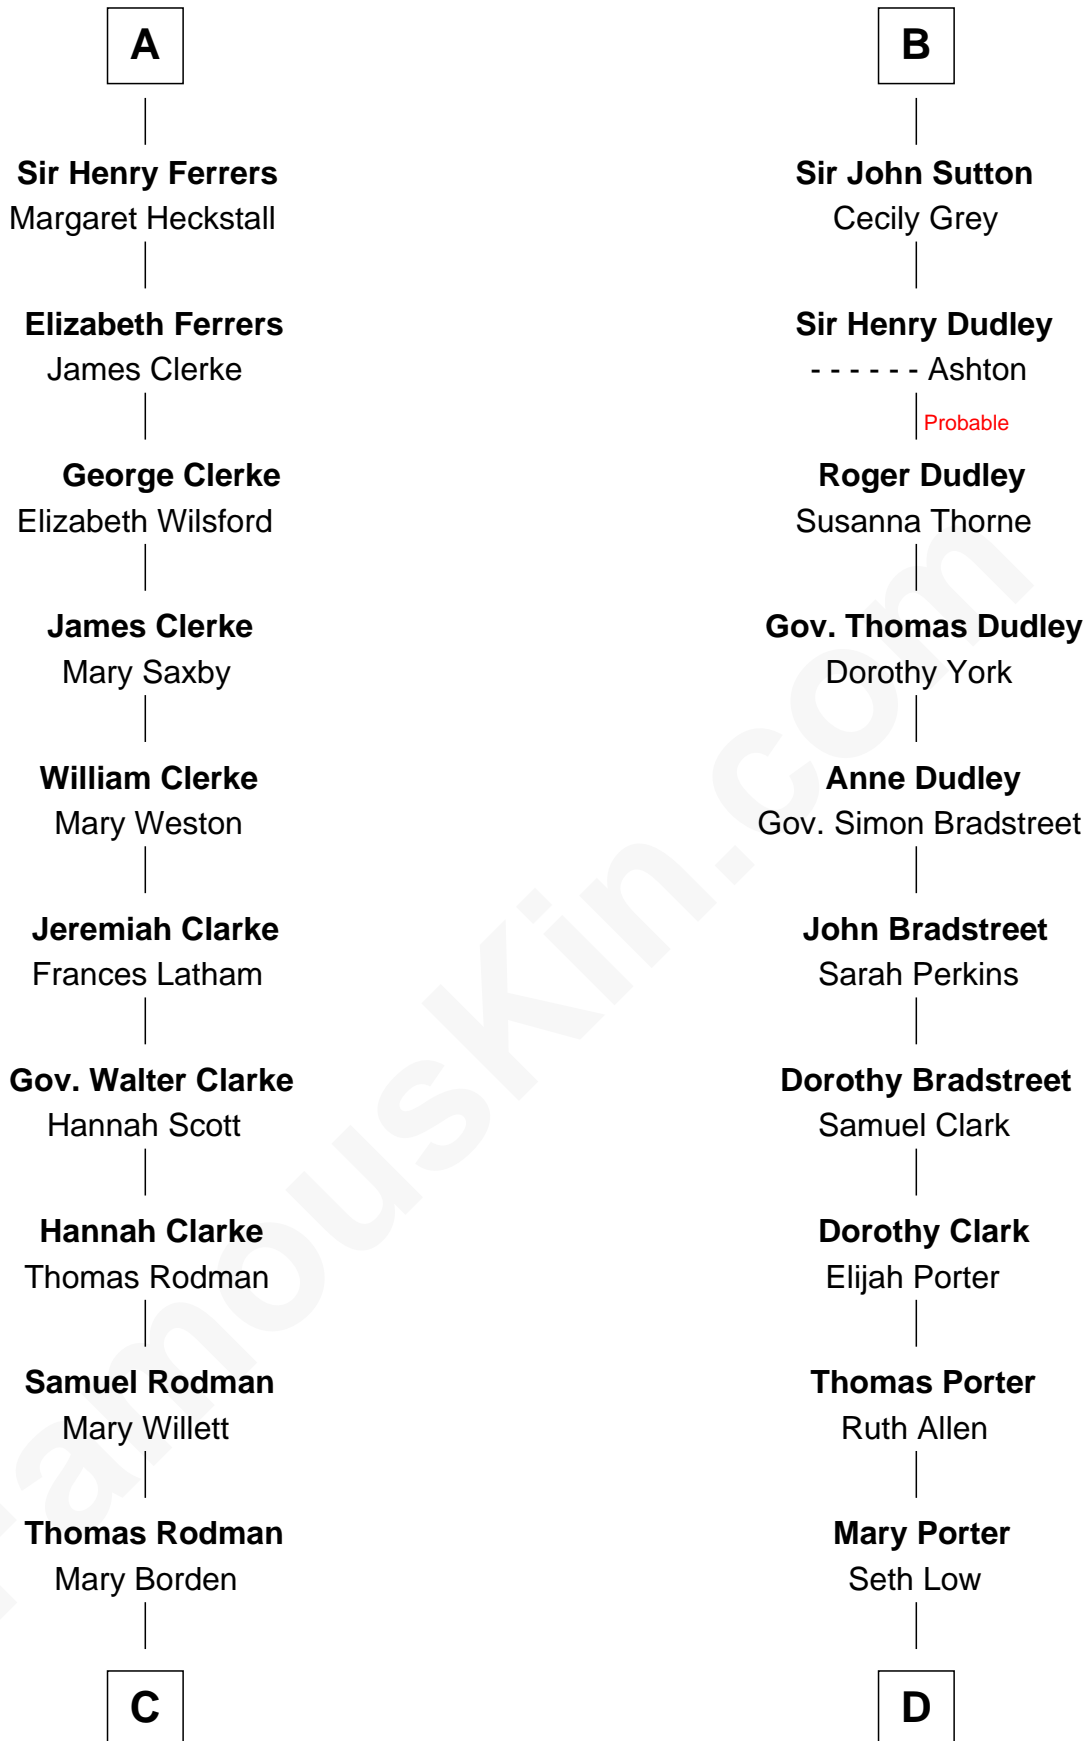 A
Sir Henry Ferrers
Margaret Heckstall
Elizabeth Ferrers
James Clerke
George Clerke
Elizabeth Wilsford
James Clerke
Mary Saxby
William Clerke
Mary Weston
Jeremiah Clarke
Frances Latham
Gov. Walter Clarke
Hannah Scott
Hannah Clarke
Thomas Rodman
Samuel Rodman
Mary Willett
Thomas Rodman
Mary Borden
C
B
Sir John Sutton
Cecily Grey
Sir Henry Dudley
- - - - - - Ashton
Probable
Roger Dudley
Susanna Thorne
Gov. Thomas Dudley
Dorothy York
Anne Dudley
Gov. Simon Bradstreet
John Bradstreet
Sarah Perkins
Dorothy Bradstreet
Samuel Clark
Dorothy Clark
Elijah Porter
Thomas Porter
Ruth Allen
Mary Porter
Seth Low
D
FamousKin.com